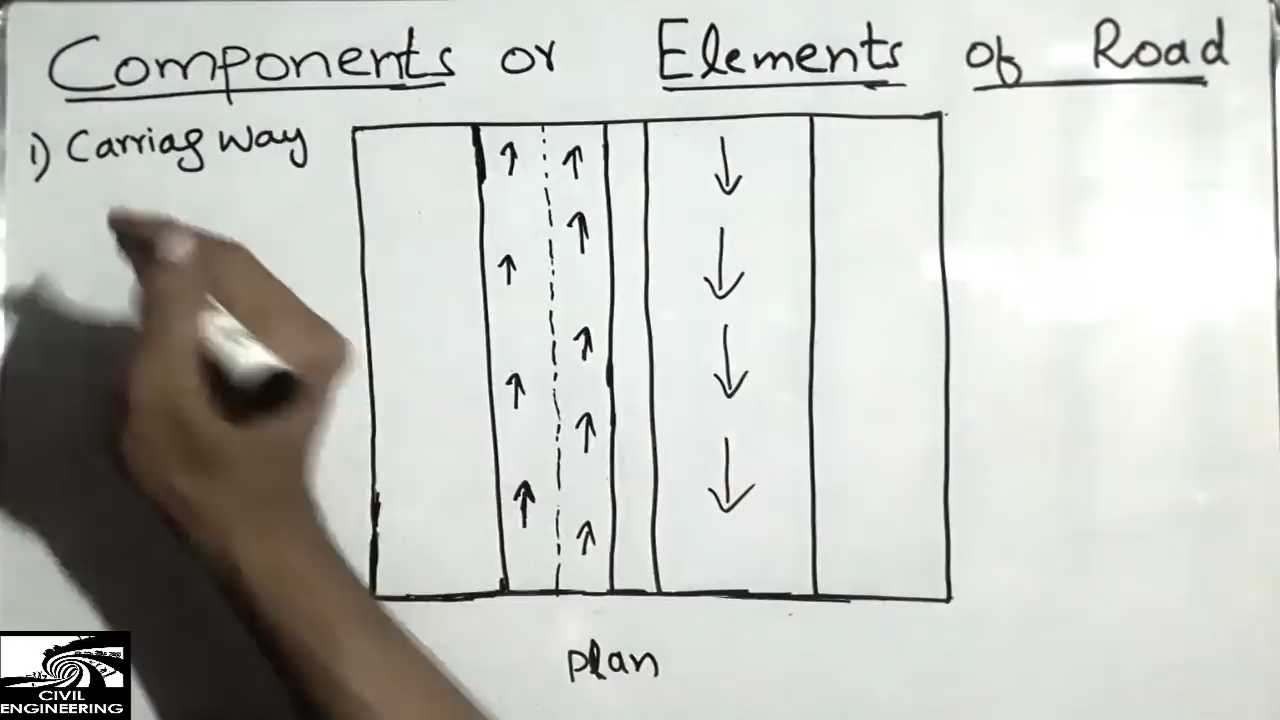 Components or Elements of Road
1) Carriag way
plan
CIVIL
ENGINEERING